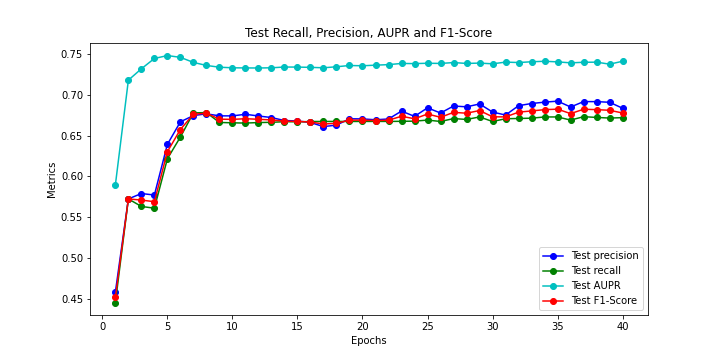 Test Recall, Precision, AUPR and F1-Score
Metrics
0.75
0.70
0.65
0.60
0.55
0.50
0.45
Test precision
Test recall
Test AUPR
Test F1-Score
0 5 10 15 20 25 30 35 40
Epochs